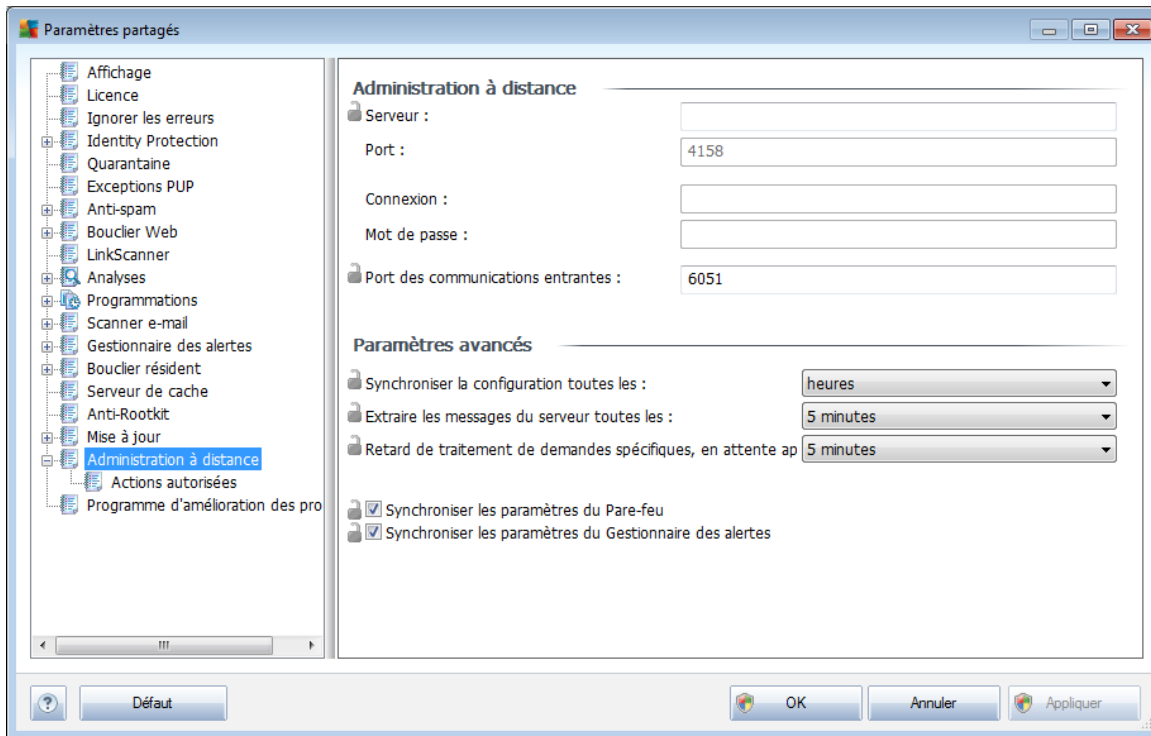 Paramètres partagés
Affichage
Licence
Ignorer les erreurs
Identity Protection
Quarantaine
Exceptions PUP
Anti-spam
Bouclier Web
LinkScanner
Analyses
Programmations
Scanner e-mail
Gestionnaire des alertes
Bouclier résident
Serveur de cache
Anti-Rootkit
Mise à jour
Administration à distance
Actions autorisées
Programme d'amélioration des pro
Administration à distance
Serveur :
Port : 4158
Connexion :
Mot de passe :
Port des communications entrantes : 6051
Paramètres avancés
Synchroniser la configuration toutes les : heures
Extraire les messages du serveur toutes les : 5 minutes
Retard de traitement de demandes spécifiques, en attente ap 5 minutes
Synchroniser les paramètres du Pare-feu
Synchroniser les paramètres du Gestionnaire des alertes
? Défaut OK Annuler Appliquer